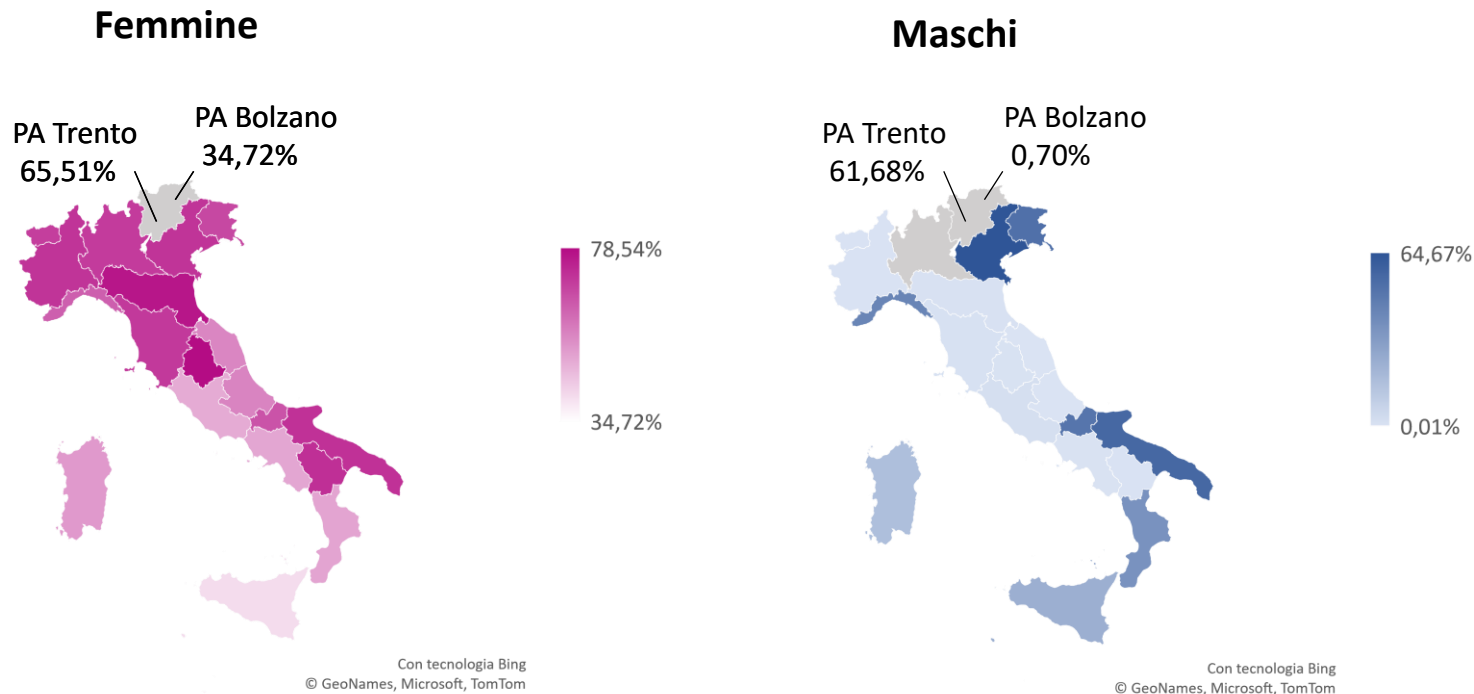 Femmine
PA Trento
65,51%
PA Bolzano
34,72%
78,54%
34,72%
Con tecnologia Bing
© GeoNames, Microsoft, TomTom
Maschi
PA Trento
61,68%
PA Bolzano
0,70%
64,67%
0,01%
Con tecnologia Bing
© GeoNames, Microsoft, TomTom